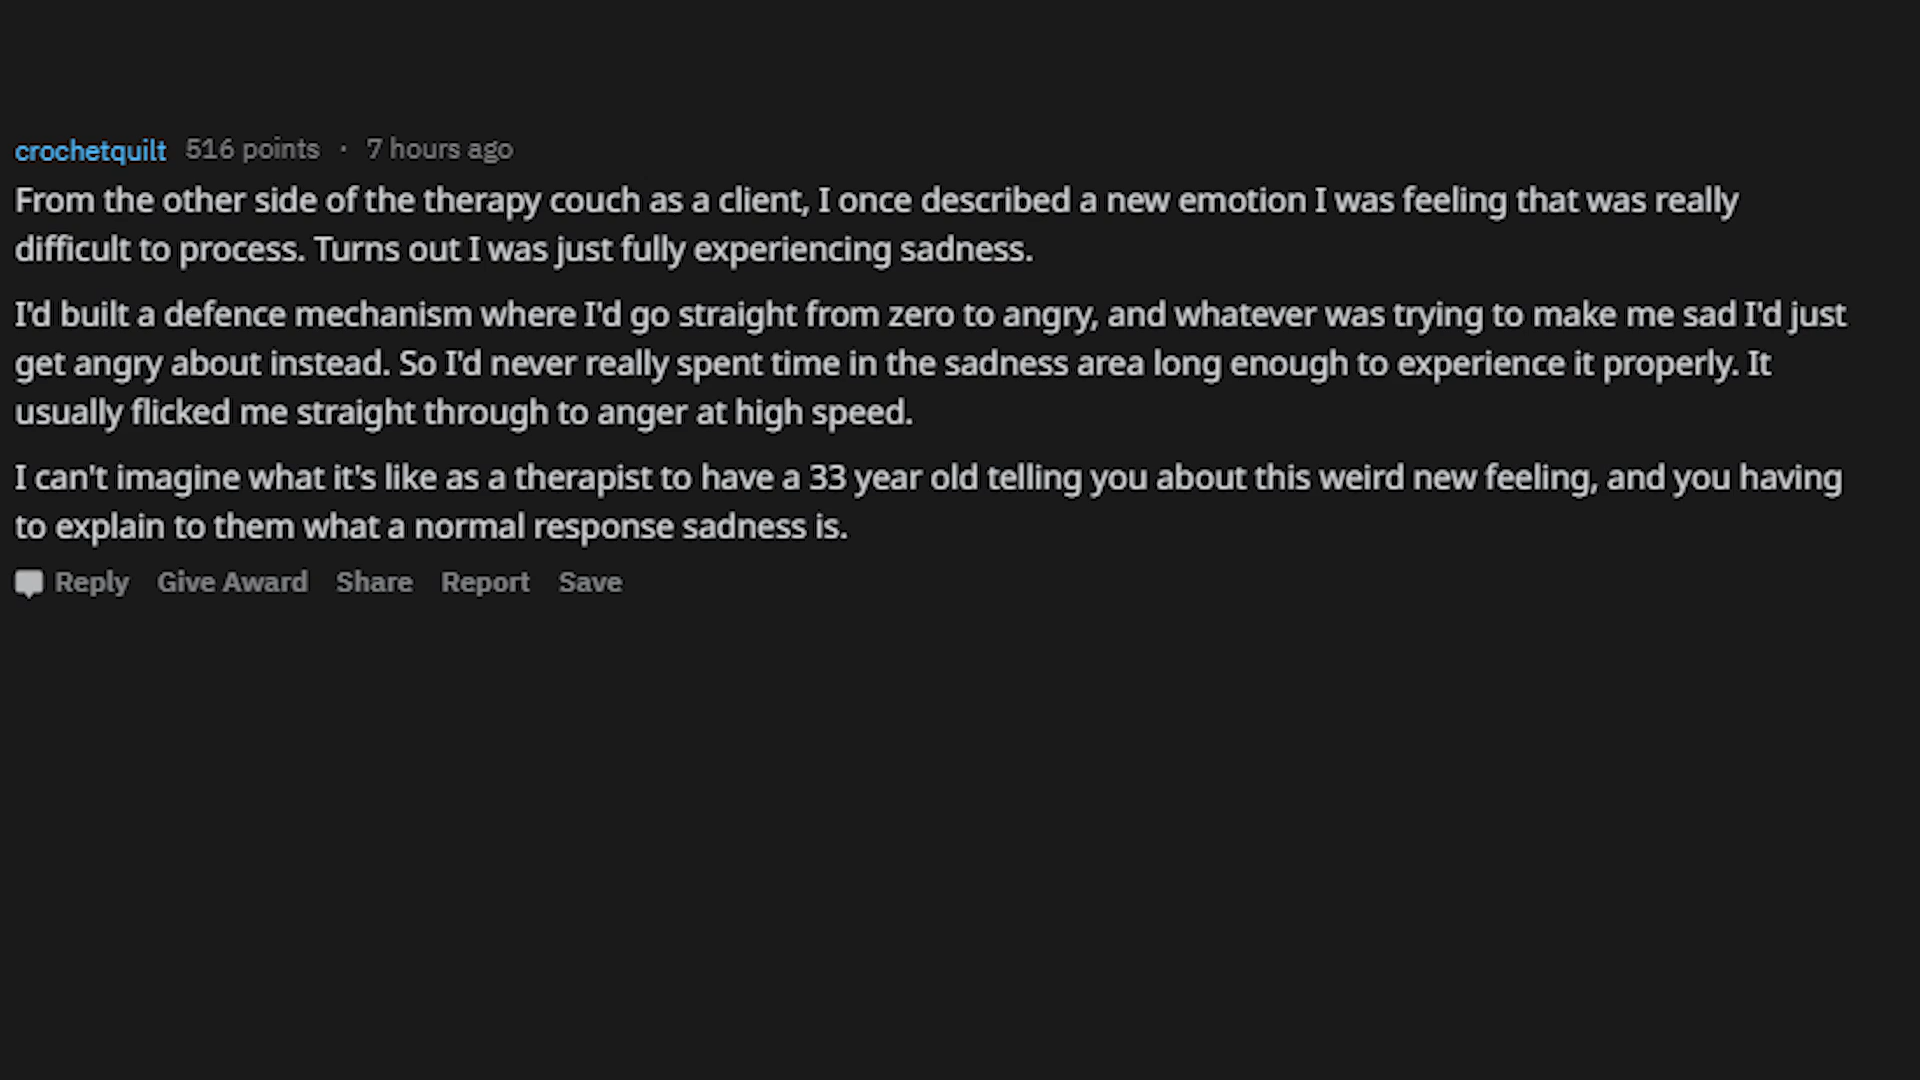 crochetquilt 516 points · 7 hours ago
From the other side of the therapy couch as a client, I once described a new emotion I was feeling that was really
difficult to process. Turns out I was just fully experiencing sadness.
I'd built a defence mechanism where I'd go straight from zero to angry, and whatever was trying to make me sad I'd just
get angry about instead. So I'd never really spent time in the sadness area long enough to experience it properly. It
usually flicked me straight through to anger at high speed.
I can't imagine what it's like as a therapist to have a 33 year old telling you about this weird new feeling, and you having
to explain to them what a normal response sadness is.
Reply Give Award Share Report Save